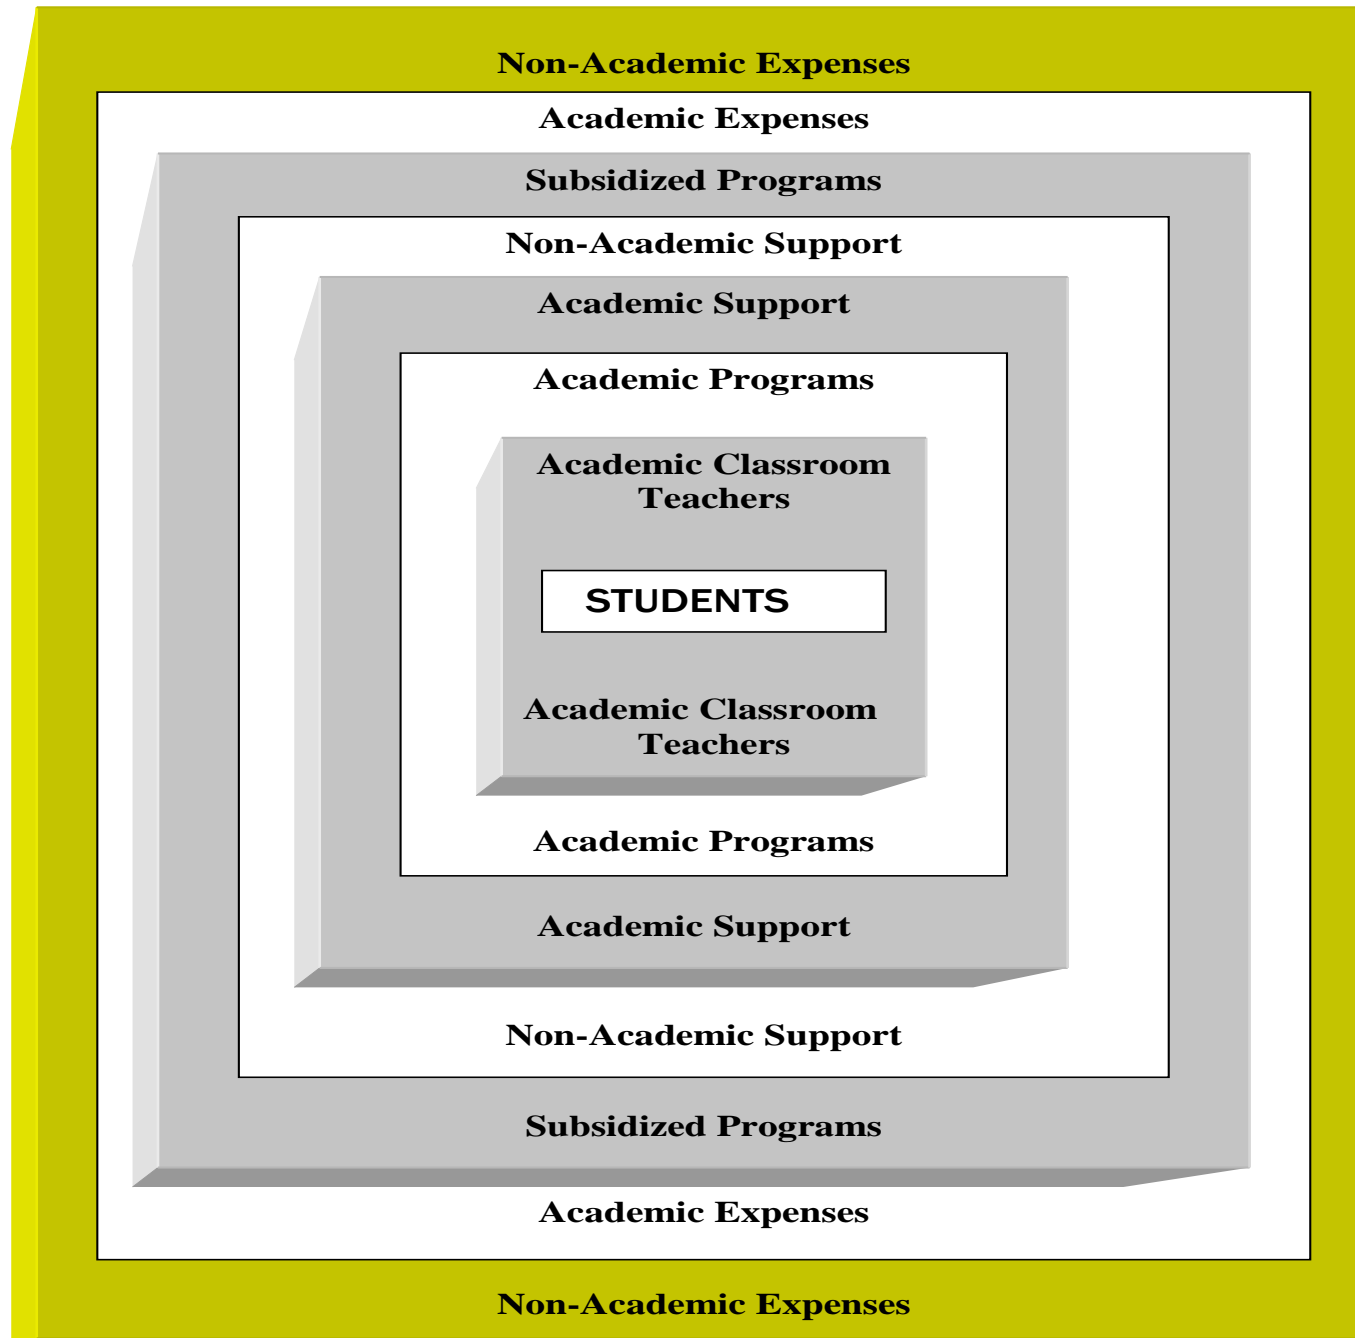 Non-Academic Expenses
Academic Expenses
Subsidized Programs
Non-Academic Support
Academic Support
Academic Programs
Academic Classroom
Teachers
STUDENTS
Academic Classroom
Teachers
Academic Programs
Academic Support
Non-Academic Support
Subsidized Programs
Academic Expenses
Non-Academic Expenses